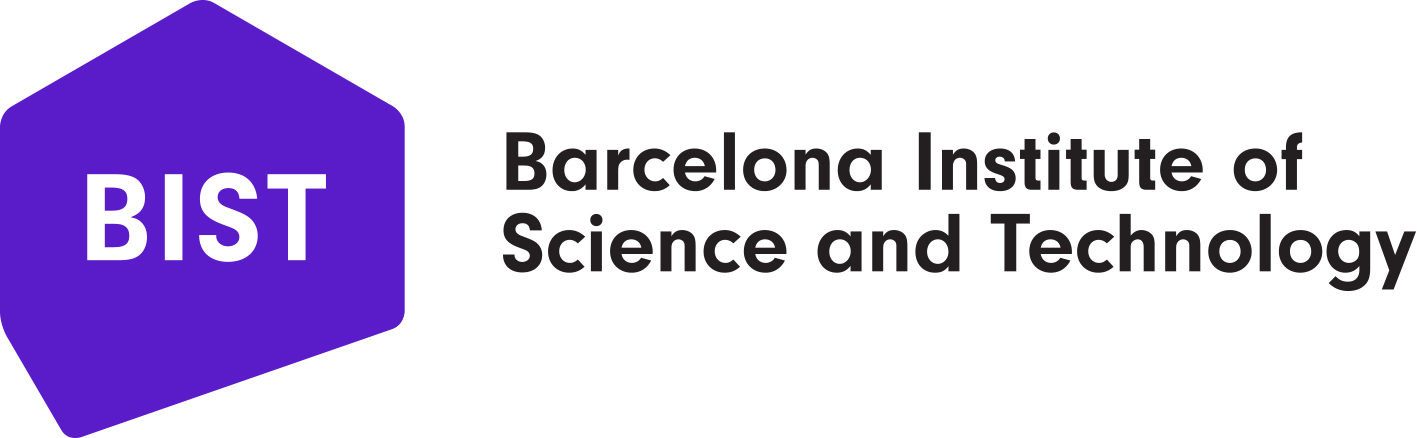 BIST
Barcelona Institute of
Science and Technology